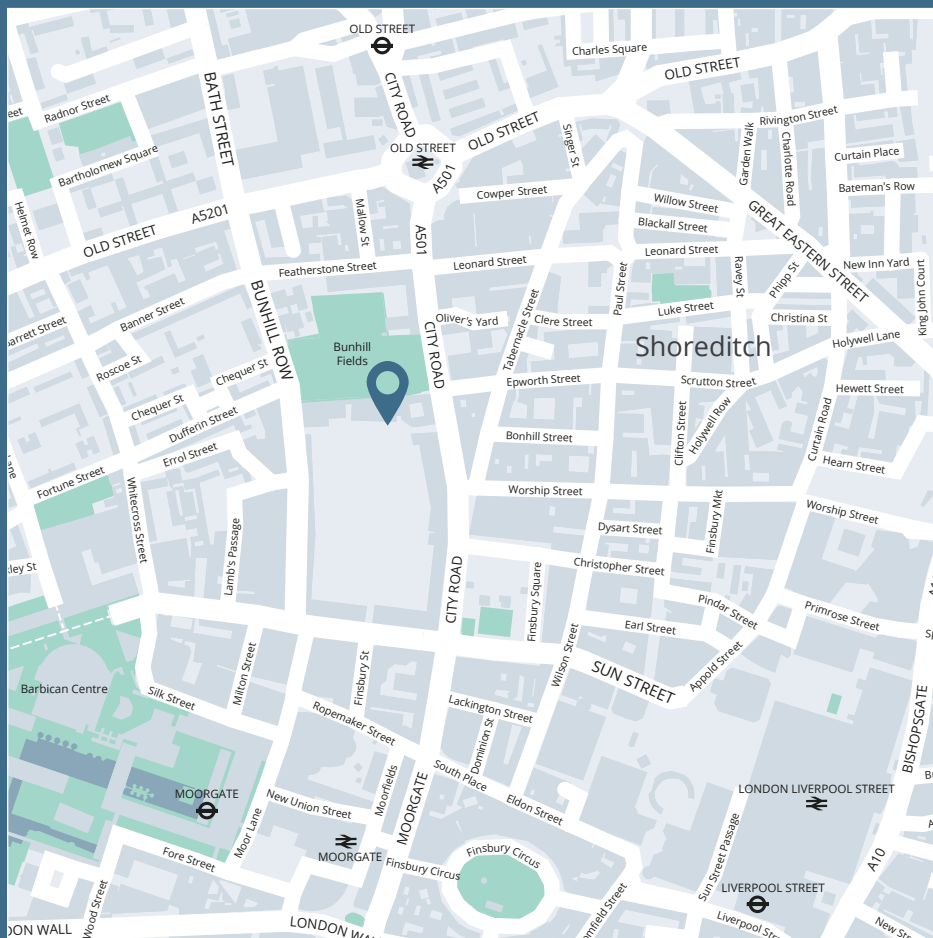 OLD STREET
Charles Square
OLD STREET
Radnor Street
BATH STREET
CITY ROAD
OLD STREET
Singer St
Garden Walk
Rivington Street
Charlotte Road
Curtain Place
Bateman's Row
OLD STREET
A501
Bartholomew Square
Cowper Street
Willow Street
Blackall Street
GREAT EASTERN STREET
Helmet Row
OLD STREET
A5201
Mallow St
A501
Leonard Street
Leonard Street
Featherstone Street
Ravey St
Phipp St
New Inn Yard
King John Court
Banner Street
BUNHILL ROW
Paul Street
Luke Street
Christina St
Tabernacle Street
Oliver's Yard
Clere Street
Holywell Lane
Bunhill
Fields
CITY ROAD
Shoreditch
Roscoe St
Chequer St
Chequer St
Epworth Street
Scrutton Street
Hewett Street
Dufferin Street
Errol Street
Bonhill Street
Clifton Street
Holywell Row
Curtain Road
Hearn Street
Fortune Street
Whitecross Street
Worship Street
Worship Street
Lamb's Passage
Dysart Street
Finsbury Mkt
Christopher Street
CITY ROAD
Finsbury Square
Pindar Street
Primrose Street
Earl Street
Wilson Street
SUN STREET
Appold Street
Barbican Centre
Silk Street
Milton Street
Finsbury St
Ropemaker Street
Lackington Street
Dominion St
BISHOPSGATE
South Place
Eldon Street
MOORGATE
New Union Street
Moorfields
MOORGATE
MOORGATE
LONDON LIVERPOOL STREET
Moor Lane
Fore Street
Finsbury Circus
Finsbury Circus
Sun Street Passage
A10
LIVERPOOL STREET
Wood Street
LONDON
Liverpool